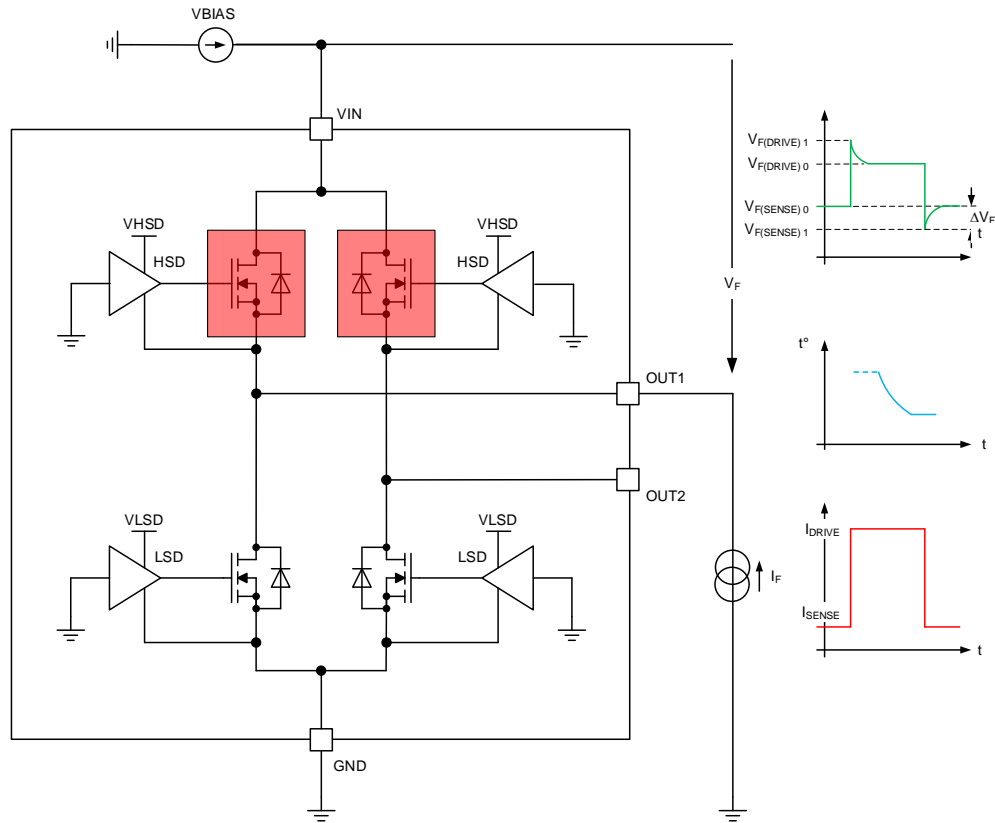 VBIAS
VIN
VF(DRIVE) 1
VF(DRIVE) 0
VF(SENSE) 0
VF(SENSE) 1
ΔVF
t
VHSD
HSD
VHSD
HSD
VF
t°
t
OUT1
OUT2
VLSD
LSD
VLSD
LSD
IF
IDRIVE
ISENSE
t
GND